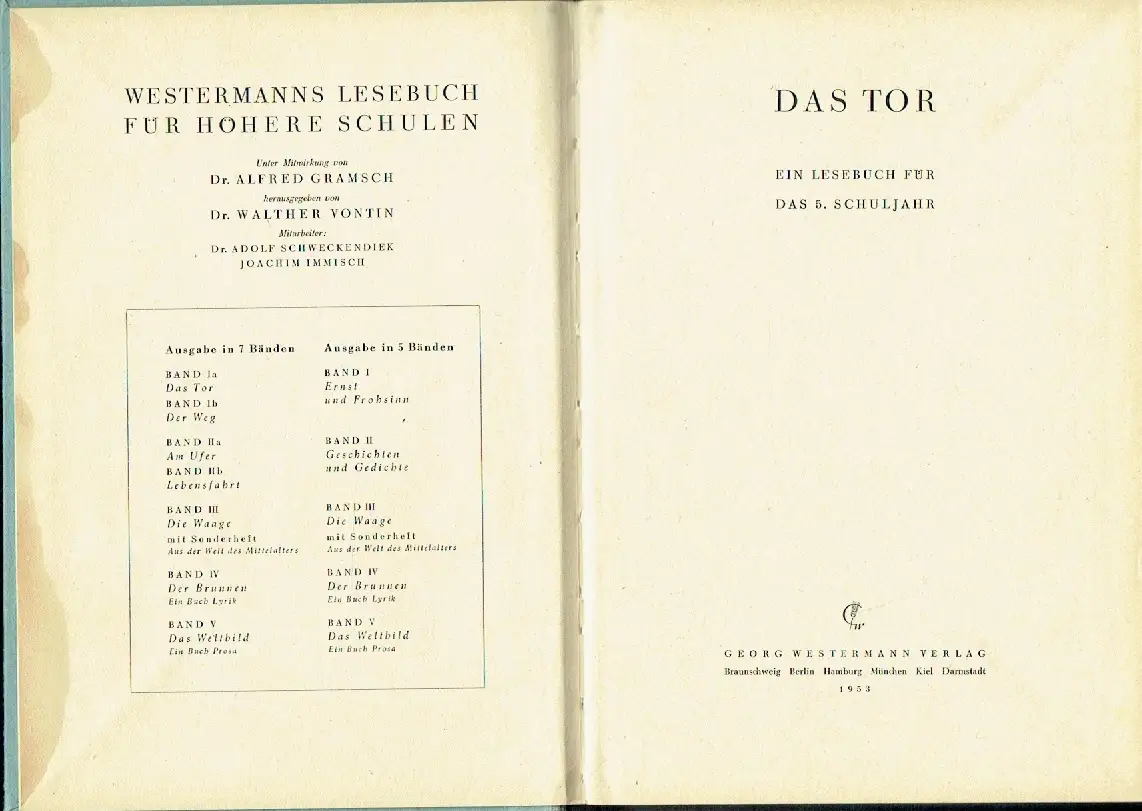 WESTERMANNS LESEBUCH
FÜR HÖHERE SCHULEN
Unter Mitwirkung von
Dr. ALFRED GRAMSCH
herausgegeben von
Dr. WALTHER VONTIN
Mitarbeiter:
Dr. ADOLF SCHWECKENDIEK
JOACHIM IMMISCH
Ausgabe in 7 Bänden
BAND Ia
Das Tor
BAND Ib
Der Weg
BAND IIa
Am Ufer
BAND IIb
Lebensfahrt
BAND III
Die Waage
mit Sonderheft
Aus der Welt des Mittelalters
BAND IV
Der Brunnen
Ein Buch Lyrik
BAND V
Das Weltbild
Ein Buch Prosa
Ausgabe in 5 Bänden
BAND I
Ernst
und Frohsinn
BAND II
Geschichten
und Gedichte
BAND III
Die Waage
mit Sonderheft
Aus der Welt des Mittelalters
BAND IV
Der Brunnen
Ein Buch Lyrik
BAND V
Das Weltbild
Ein Buch Prosa
DAS TOR
EIN LESEBUCH FÜR
DAS 5. SCHULJAHR
GEORG WESTERMANN VERLAG
Braunschweig Berlin Hamburg München Kiel Darmstadt
1953